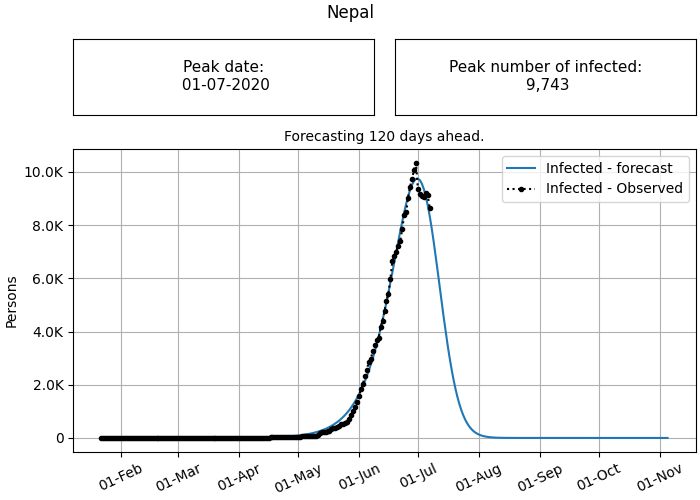 Nepal
Peak date:
01-07-2020
Peak number of infected:
9,743
Forecasting 120 days ahead.
Infected - forecast
Infected - Observed
10.0K
8.0K
6.0K
4.0K
2.0K
0
Persons
01-Feb
01-Mar
01-Apr
01-May
01-Jun
01-Jul
01-Aug
01-Sep
01-Oct
01-Nov